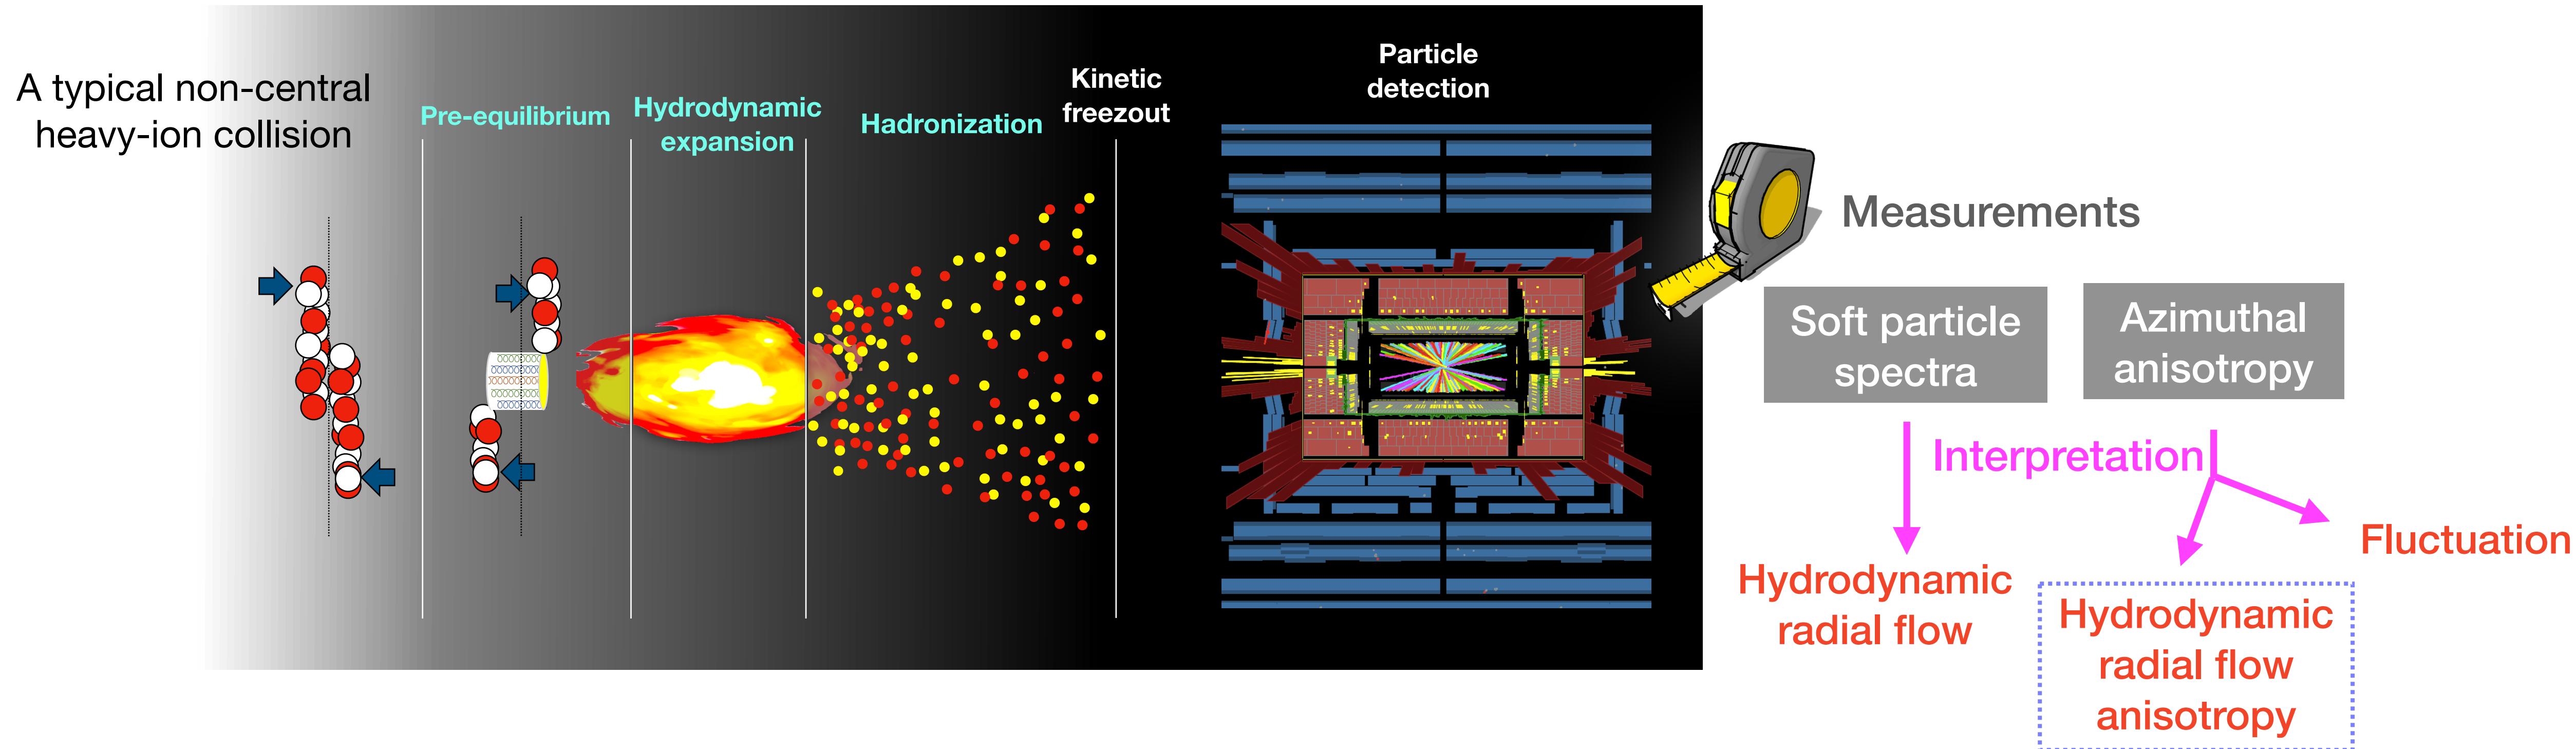 A typical non-central
heavy-ion collision
Pre-equilibrium
Hydrodynamic
expansion
Hadronization
Kinetic
freezout
Particle
detection
Measurements
Soft particle
spectra
Azimuthal
anisotropy
Interpretation
Hydrodynamic
radial flow
Hydrodynamic
radial flow
anisotropy
Fluctuation